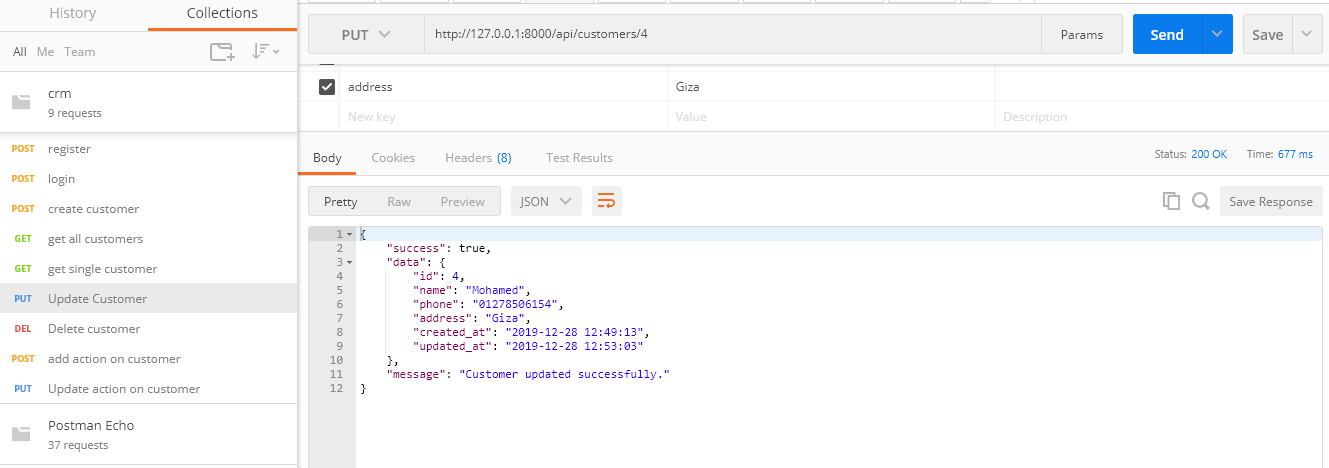 History Collections
All Me Team
crm
9 requests
POST register
POST login
POST create customer
GET get all customers
GET get single customer
PUT Update Customer
DEL Delete customer
POST add action on customer
PUT Update action on customer
Postman Echo
37 requests
PUT http://127.0.0.1:8000/api/customers/4 Params Send Save
address Giza
New key Value Description
Body Cookies Headers (8) Test Results Status: 200 OK Time: 677 ms
Pretty Raw Preview JSON Save Response
1 {
2 "success": true,
3 "data": {
4 "id": 4,
5 "name": "Mohamed",
6 "phone": "01278506154",
7 "address": "Giza",
8 "created_at": "2019-12-28 12:49:13",
9 "updated_at": "2019-12-28 12:53:03"
10 },
11 "message": "Customer updated successfully."
12 }